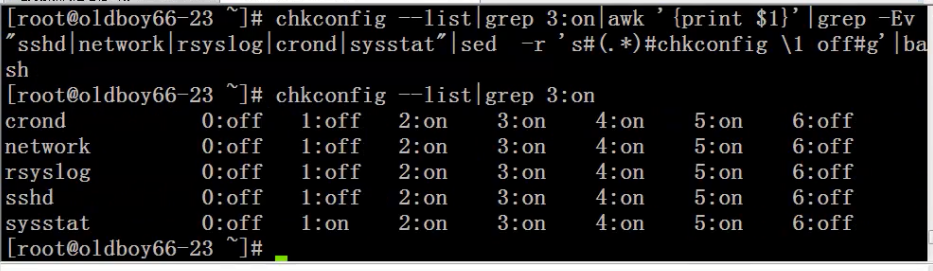 [root@oldboy66-23 ~]# chkconfig --list|grep 3:on|awk '{print $1}'|grep -Ev
"sshd|network|rsyslog|crond|sysstat"|sed  -r 's#(.*)#chkconfig \1 off#g'|ba
sh
[root@oldboy66-23 ~]# chkconfig --list|grep 3:on
crond           0:off   1:off   2:on    3:on    4:on    5:on    6:off
network         0:off   1:off   2:on    3:on    4:on    5:on    6:off
rsyslog         0:off   1:off   2:on    3:on    4:on    5:on    6:off
sshd            0:off   1:off   2:on    3:on    4:on    5:on    6:off
sysstat         0:off   1:on    2:on    3:on    4:on    5:on    6:off
[root@oldboy66-23 ~]#